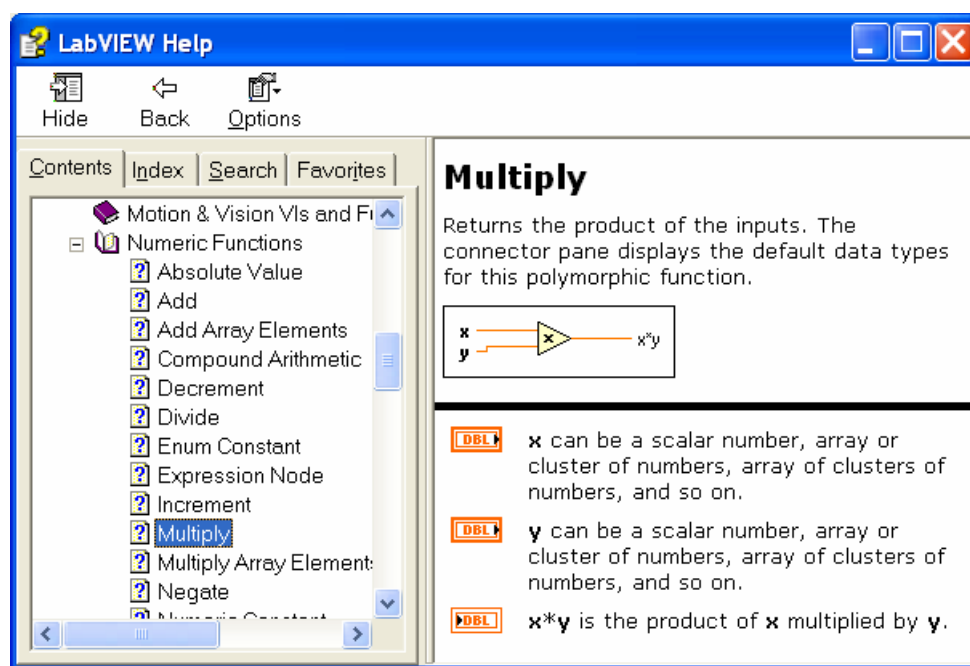 LabVIEW Help
Hide Back Options
Contents Index Search Favorites
Motion & Vision VIs and F
Numeric Functions
Absolute Value
Add
Add Array Elements
Compound Arithmetic
Decrement
Divide
Enum Constant
Expression Node
Increment
Multiply
Multiply Array Element
Negate
Numeric Constant
Multiply
Returns the product of the inputs. The
connector pane displays the default data types
for this polymorphic function.
x
y
x
x*y
DBL
x can be a scalar number, array or
cluster of numbers, array of clusters of
numbers, and so on.
DBL
y can be a scalar number, array or
cluster of numbers, array of clusters of
numbers, and so on.
DBL
x*y is the product of x multiplied by y.